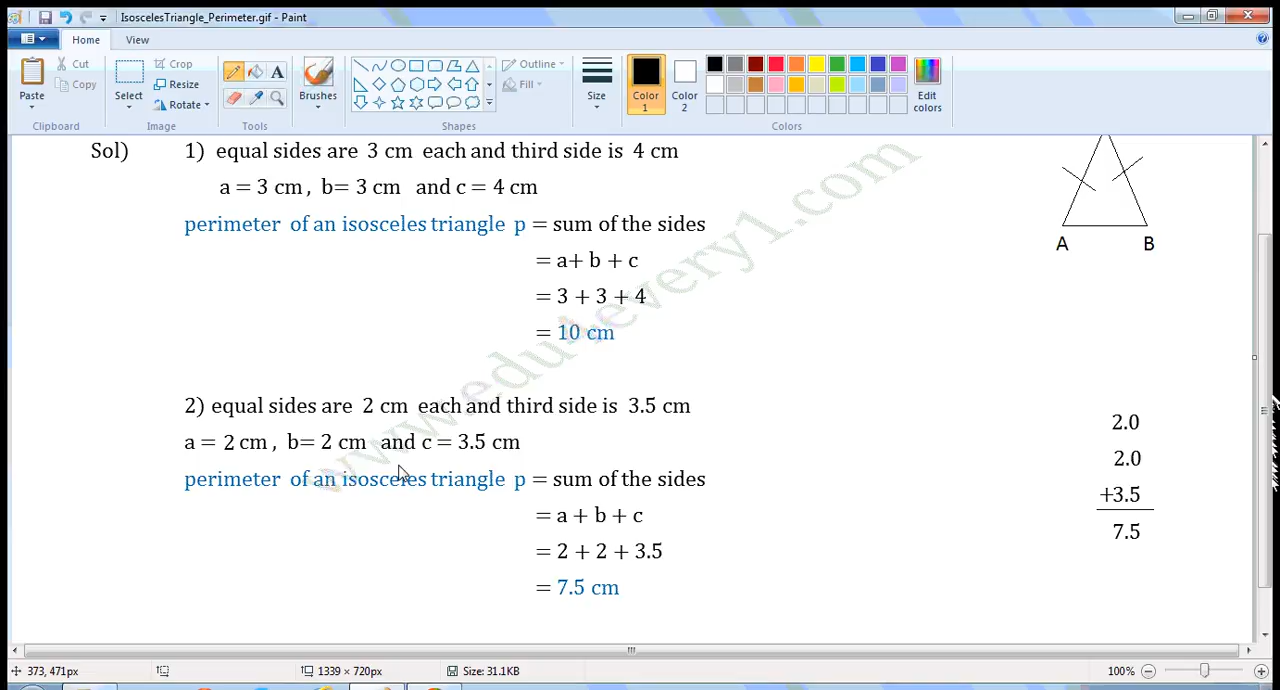 IsoscelesTriangle_Perimeter.gif - Paint
Home View
Paste Cut Copy Select Crop Resize Rotate Brushes Outline Fill Size Color 1 Color 2 Edit colors
Clipboard Image Tools Shapes Colors
Sol) 1) equal sides are 3 cm each and third side is 4 cm
a = 3 cm , b= 3 cm and c = 4 cm
perimeter of an isosceles triangle p = sum of the sides
= a+ b + c
= 3 + 3 + 4
= 10 cm
A B
www.edu4every1.com
2) equal sides are 2 cm each and third side is 3.5 cm
a = 2 cm , b= 2 cm and c = 3.5 cm
perimeter of an isosceles triangle p = sum of the sides
= a + b + c
= 2 + 2 + 3.5
= 7.5 cm
2.0
2.0
+3.5
7.5
373, 471px 1339 × 720px Size: 31.1KB 100%